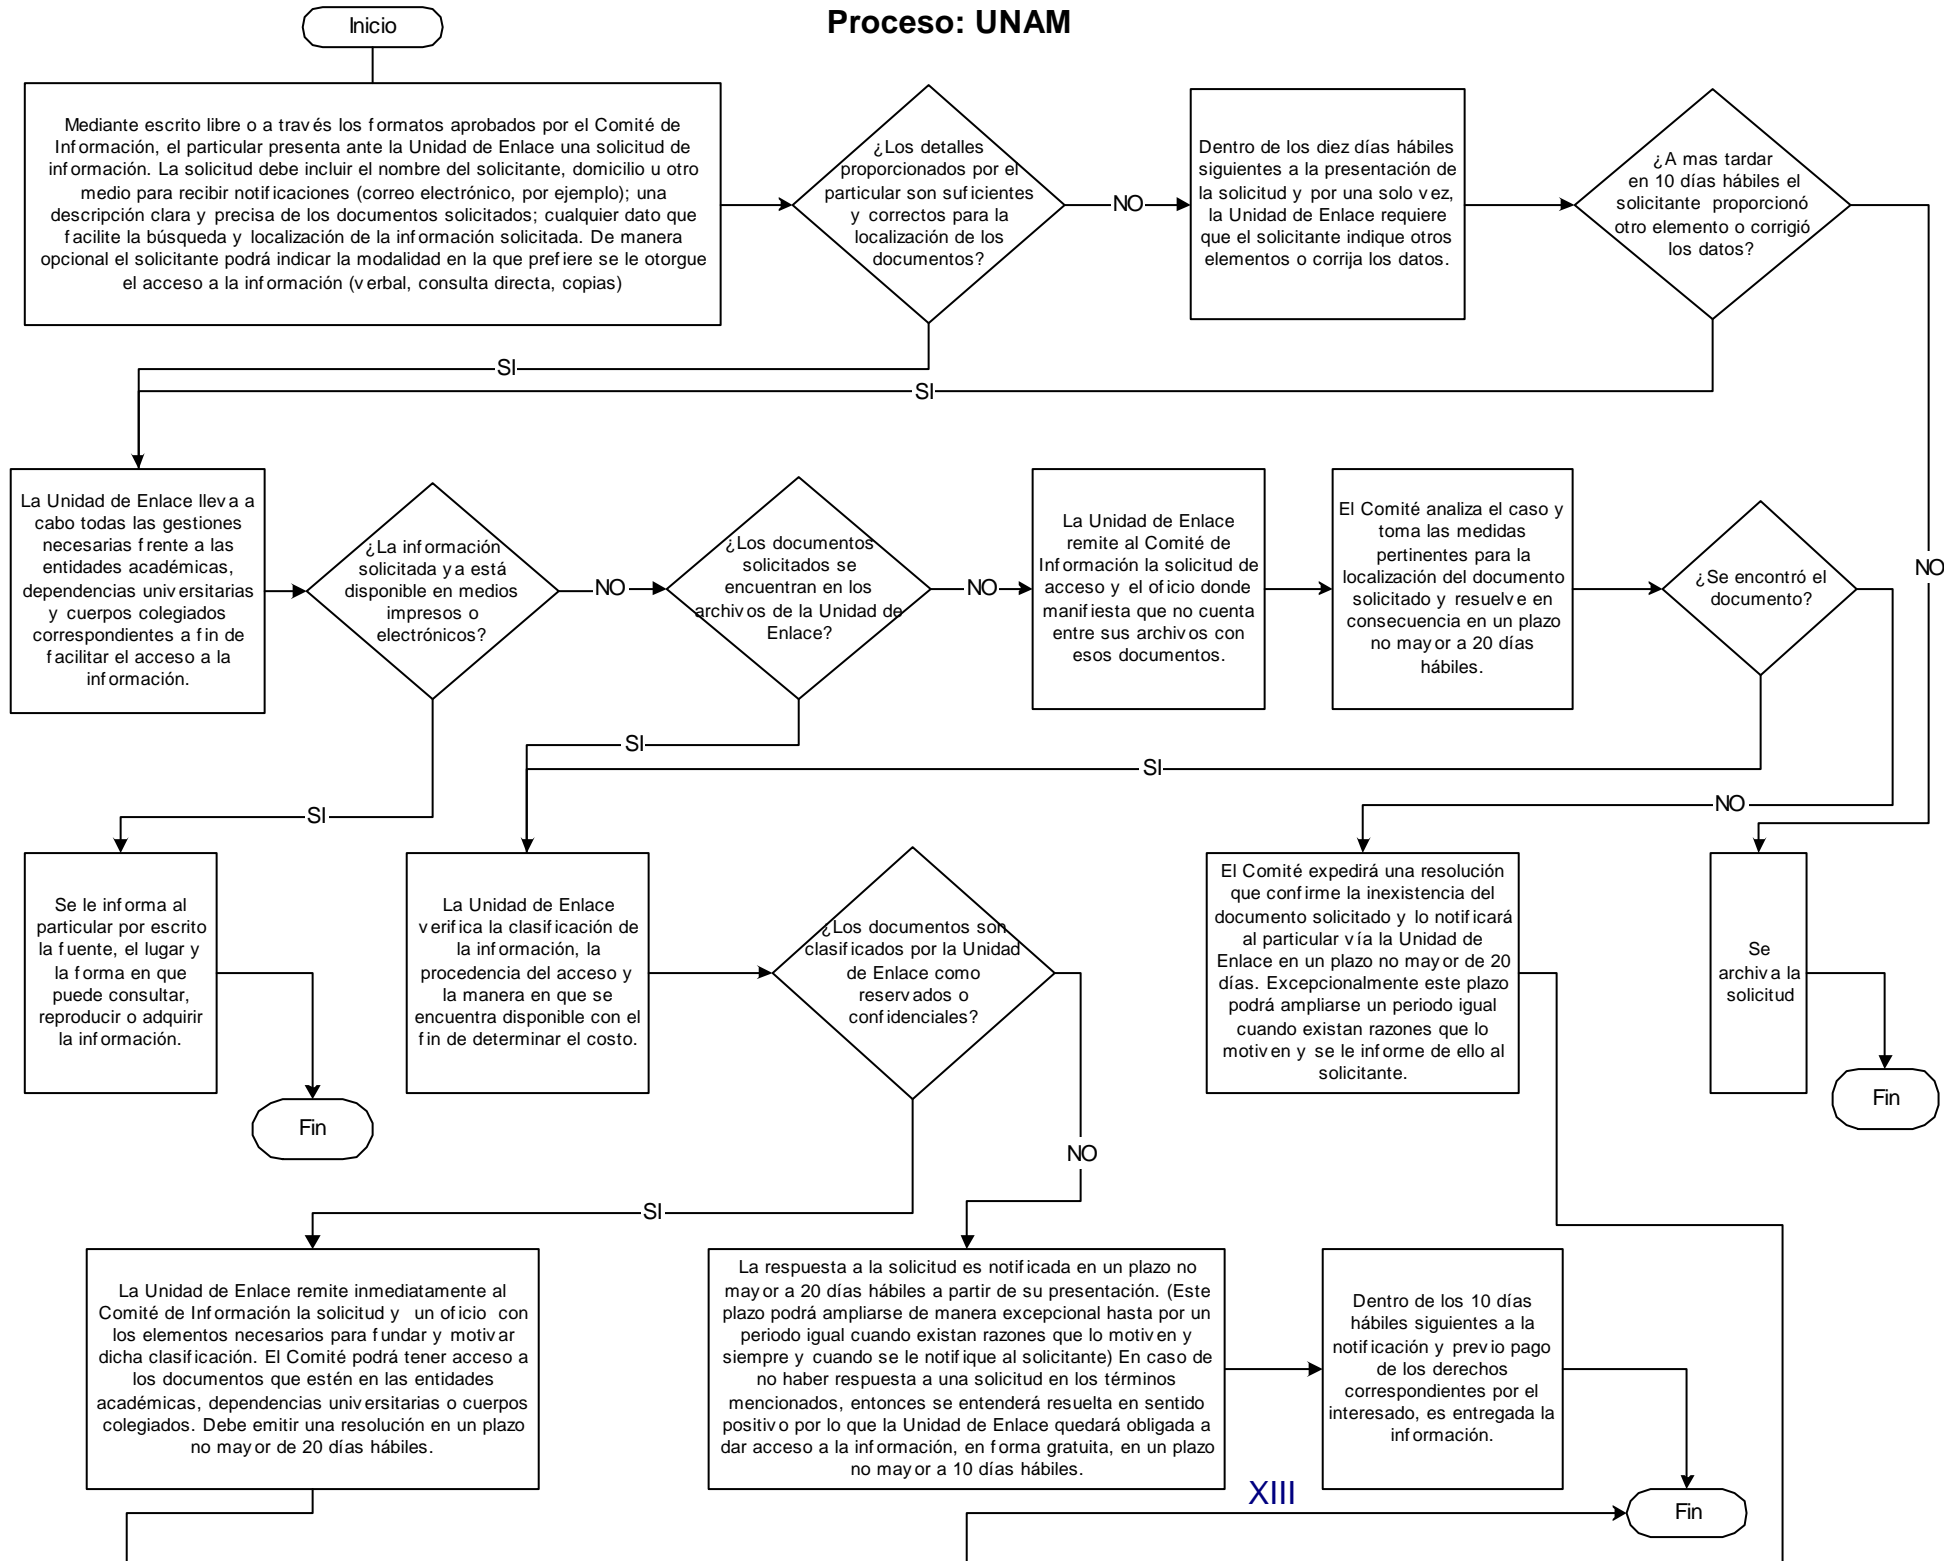 Proceso: UNAM
Inicio
Mediante escrito libre o a través los formatos aprobados por el Comité de
Información, el particular presenta ante la Unidad de Enlace una solicitud de
información. La solicitud debe incluir el nombre del solicitante, domicilio u otro
medio para recibir notificaciones (correo electrónico, por ejemplo); una
descripción clara y precisa de los documentos solicitados; cualquier dato que
facilite la búsqueda y localización de la información solicitada. De manera
opcional el solicitante podrá indicar la modalidad en la que prefiere se le otorgue
el acceso a la información (verbal, consulta directa, copias)
¿Los detalles
proporcionados por el
particular son suficientes
y correctos para la
localización de los
documentos?
NO
Dentro de los diez días hábiles
siguientes a la presentación de
la solicitud y por una solo vez,
la Unidad de Enlace requiere
que el solicitante indique otros
elementos o corrija los datos.
¿A mas tardar
en 10 días hábiles el
solicitante proporcionó
otro elemento o corrigió
los datos?
SI
SI
NO
La Unidad de Enlace lleva a
cabo todas las gestiones
necesarias frente a las
entidades académicas,
dependencias universitarias
y cuerpos colegiados
correspondientes a fin de
facilitar el acceso a la
información.
¿La información
solicitada ya está
disponible en medios
impresos o
electrónicos?
NO
¿Los documentos
solicitados se
encuentran en los
archivos de la Unidad de
Enlace?
NO
La Unidad de Enlace
remite al Comité de
Información la solicitud de
acceso y el oficio donde
manifiesta que no cuenta
entre sus archivos con
esos documentos.
El Comité analiza el caso y
toma las medidas
pertinentes para la
localización del documento
solicitado y resuelve en
consecuencia en un plazo
no mayor a 20 días
hábiles.
¿Se encontró el
documento?
SI
SI
SI
NO
Se le informa al
particular por escrito
la fuente, el lugar y
la forma en que
puede consultar,
reproducir o adquirir
la información.
Fin
La Unidad de Enlace
verifica la clasificación de
la información, la
procedencia del acceso y
la manera en que se
encuentra disponible con el
fin de determinar el costo.
¿Los documentos son
clasificados por la Unidad
de Enlace como
reservados o
confidenciales?
El Comité expedirá una resolución
que confirme la inexistencia del
documento solicitado y lo notificará
al particular vía la Unidad de
Enlace en un plazo no mayor de 20
días. Excepcionalmente este plazo
podrá ampliarse un periodo igual
cuando existan razones que lo
motiven y se le informe de ello al
solicitante.
Se
archiva la
solicitud
Fin
NO
SI
La Unidad de Enlace remite inmediatamente al
Comité de Información la solicitud y un oficio con
los elementos necesarios para fundar y motivar
dicha clasificación. El Comité podrá tener acceso a
los documentos que estén en las entidades
académicas, dependencias universitarias o cuerpos
colegiados. Debe emitir una resolución en un plazo
no mayor de 20 días hábiles.
La respuesta a la solicitud es notificada en un plazo no
mayor a 20 días hábiles a partir de su presentación. (Este
plazo podrá ampliarse de manera excepcional hasta por un
periodo igual cuando existan razones que lo motiven y
siempre y cuando se le notifique al solicitante) En caso de
no haber respuesta a una solicitud en los términos
mencionados, entonces se entenderá resuelta en sentido
positivo por lo que la Unidad de Enlace quedará obligada a
dar acceso a la información, en forma gratuita, en un plazo
no mayor a 10 días hábiles.
Dentro de los 10 días
hábiles siguientes a la
notificación y previo pago
de los derechos
correspondientes por el
interesado, es entregada la
información.
XIII
Fin